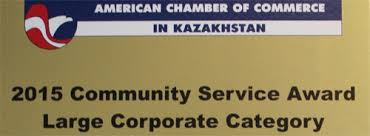 AMERICAN CHAMBER OF COMMERCE
IN KAZAKHSTAN
2015 Community Service Award
Large Corporate Category